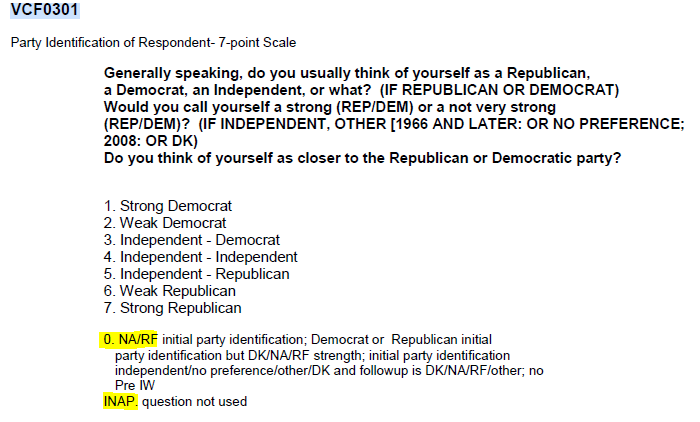 VCF0301
Party Identification of Respondent- 7-point Scale
Generally speaking, do you usually think of yourself as a Republican,
a Democrat, an Independent, or what? (IF REPUBLICAN OR DEMOCRAT)
Would you call yourself a strong (REP/DEM) or a not very strong
(REP/DEM)? (IF INDEPENDENT, OTHER [1966 AND LATER: OR NO PREFERENCE;
2008: OR DK)
Do you think of yourself as closer to the Republican or Democratic party?
1. Strong Democrat
2. Weak Democrat
3. Independent - Democrat
4. Independent - Independent
5. Independent - Republican
6. Weak Republican
7. Strong Republican
0. NA/RF initial party identification; Democrat or Republican initial
party identification but DK/NA/RF strength; initial party identification
independent/no preference/other/DK and followup is DK/NA/RF/other; no
Pre IW
INAP. question not used